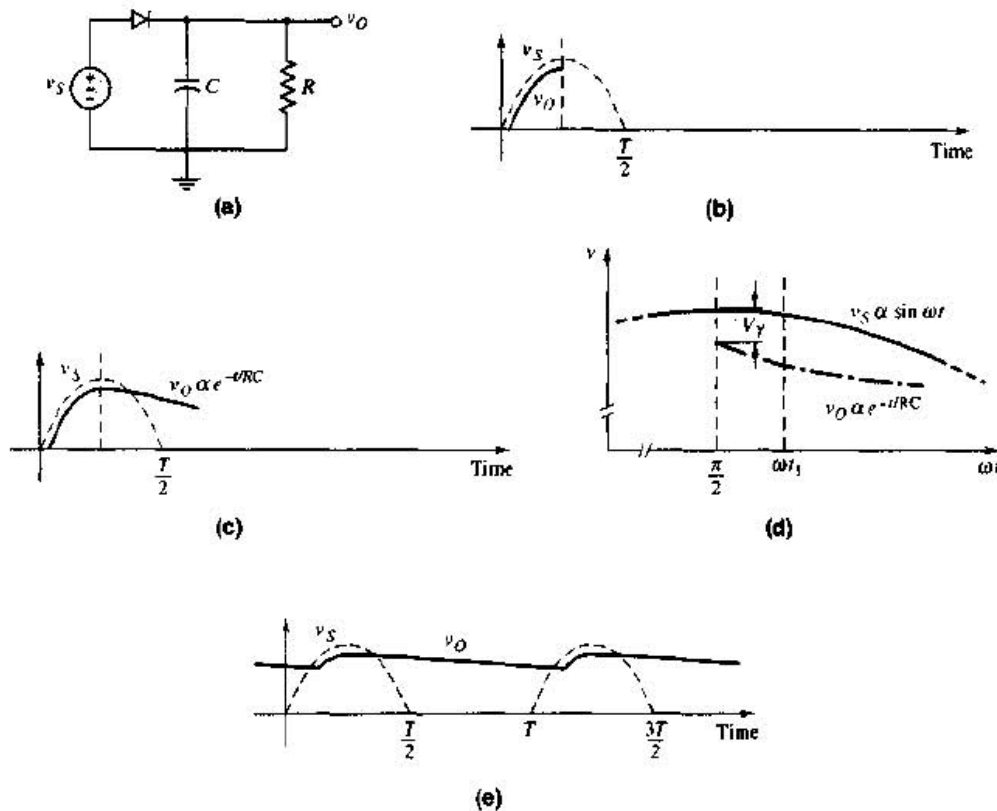 v_O
v_S
C
R
(a)
v_S
v_O
T/2
Time
(b)
v_S
v_O α e^{-t/RC}
T/2
Time
(c)
v
V_γ
v_S α sin ωt
v_O α e^{-t/RC}
π/2
ωt_1
ωt
(d)
v_S
v_O
T/2
T
3T/2
Time
(e)